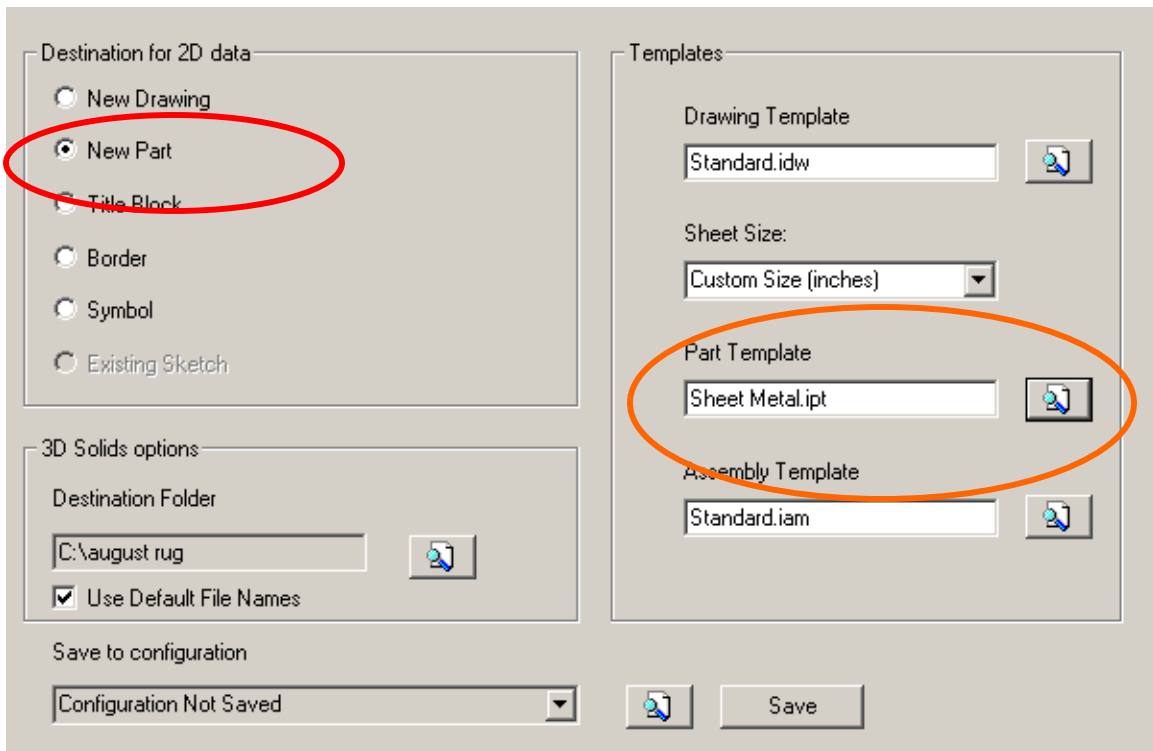 Destination for 2D data
New Drawing
New Part
Title Block
Border
Symbol
Existing Sketch
3D Solids options
Destination Folder
C:\august rug
Use Default File Names
Save to configuration
Configuration Not Saved
Save
Templates
Drawing Template
Standard.idw
Sheet Size:
Custom Size (inches)
Part Template
Sheet Metal.ipt
Assembly Template
Standard.iam